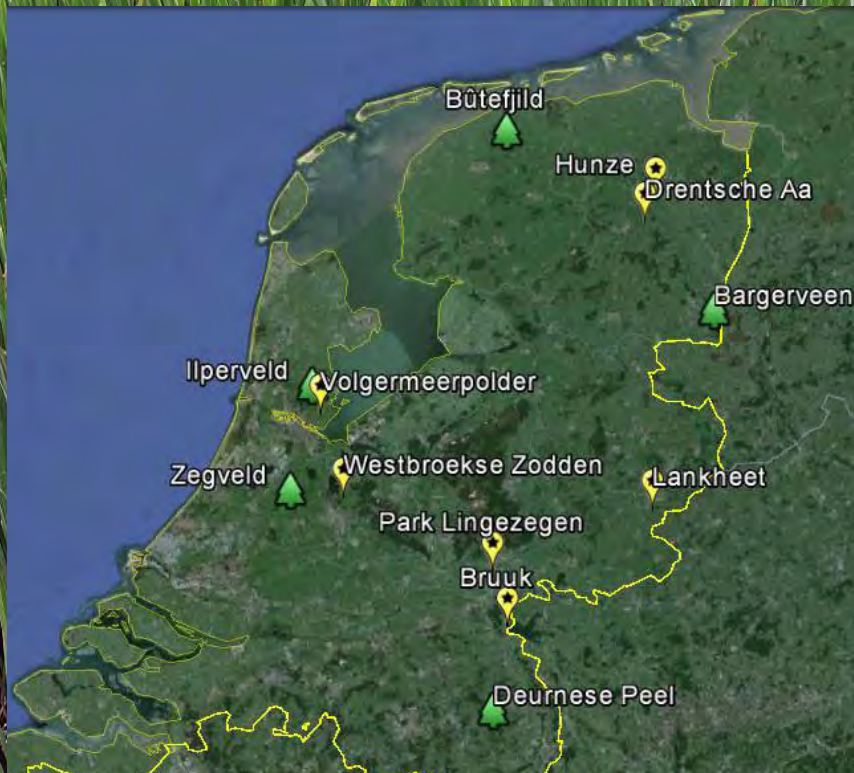 Bûtefjild
Hunze
Drentsche Aa
Bargerveen
Ilperveld
Volgermeerpolder
Westbroekse Zodden
Zegveld
Lankheet
Park Lingezegen
Bruuk
Deurnese Peel